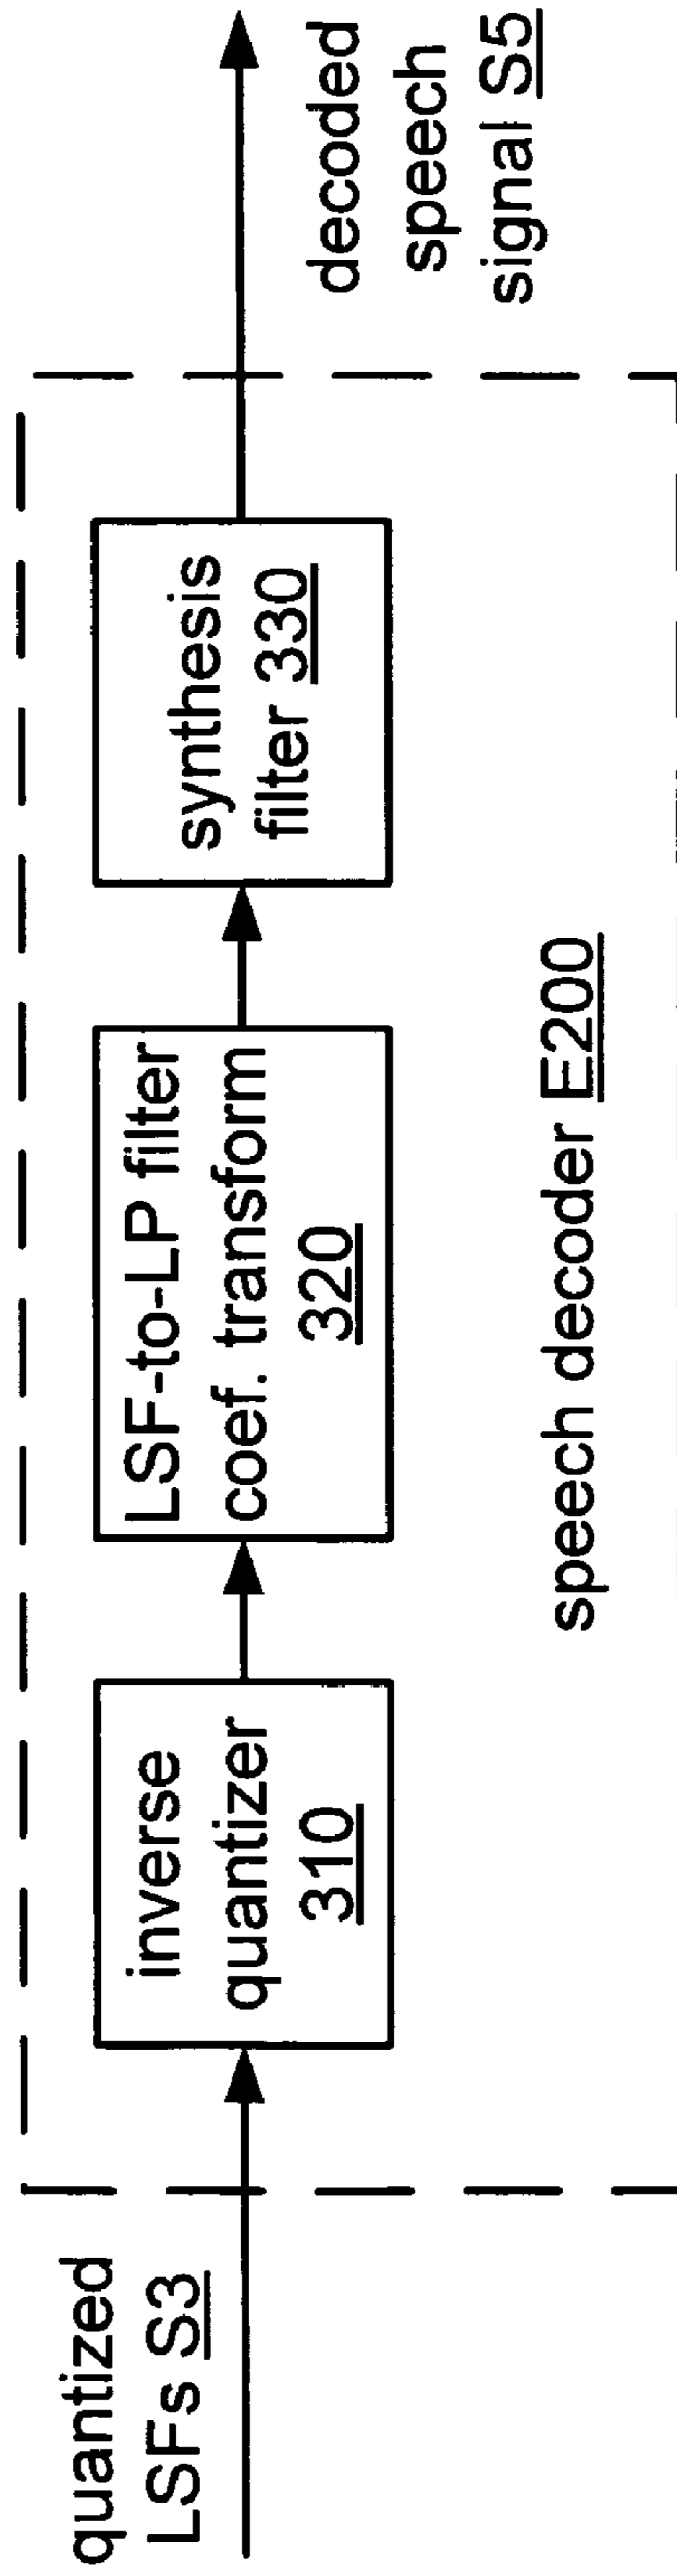 quantized
LSFs S3
inverse
quantizer
310
LSF-to-LP filter
coef. transform
320
synthesis
filter 330
decoded
speech
signal S5
speech decoder E200